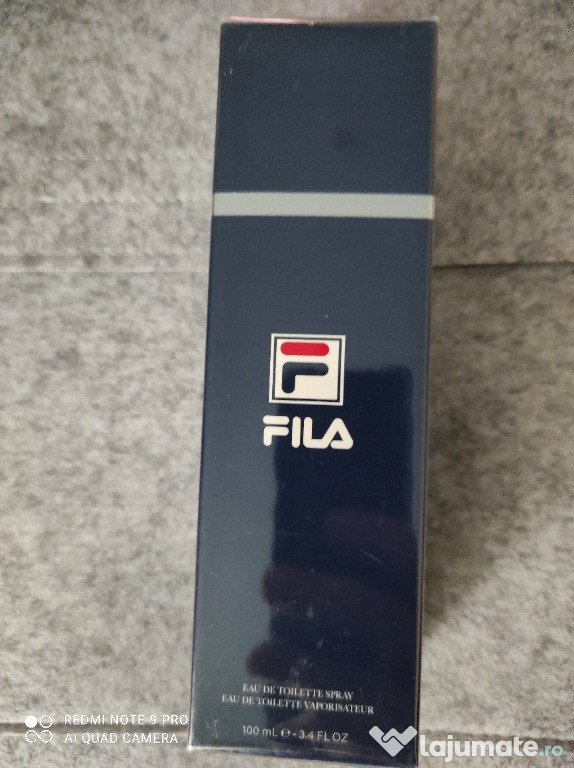 FILA
EAU DE TOILETTE SPRAY
EAU DE TOILETTE VAPORISATEUR
100 mL ℮ - 3.4 FL OZ
REDMI NOTE 9 PRO
AI QUAD CAMERA
lajumate.ro